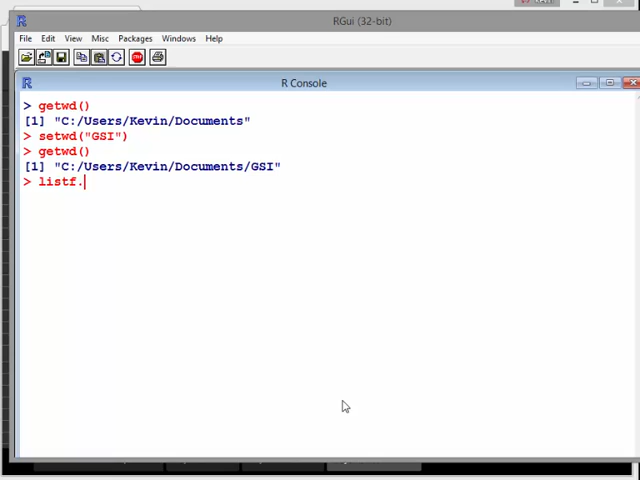 RGui (32-bit)
File Edit View Misc Packages Windows Help
R Console
> getwd()
[1] "C:/Users/Kevin/Documents"
> setwd("GSI")
> getwd()
[1] "C:/Users/Kevin/Documents/GSI"
> listf.